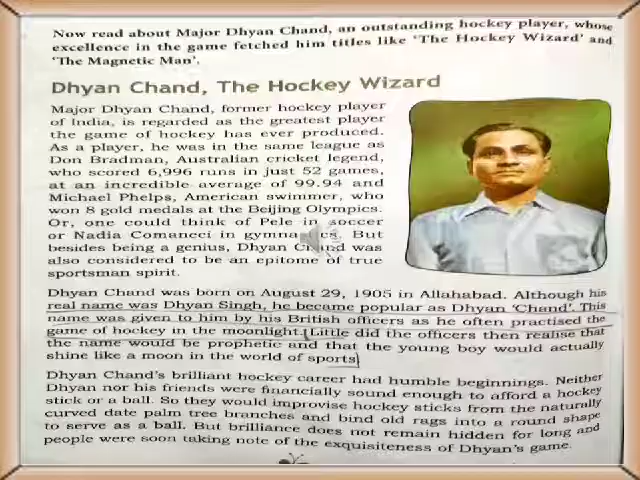 Now read about Major Dhyan Chand, an outstanding hockey player, whose
excellence in the game fetched him titles like 'The Hockey Wizard' and
'The Magnetic Man'.
Dhyan Chand, The Hockey Wizard
Major Dhyan Chand, former hockey player
of India, is regarded as the greatest player
the game of hockey has ever produced.
As a player, he was in the same league as
Don Bradman, Australian cricket legend,
who scored 6,996 runs in just 52 games,
at an incredible average of 99.94 and
Michael Phelps, American swimmer, who
won 8 gold medals at the Beijing Olympics.
Or, one could think of Pele in soccer
or Nadia Comaneci in gymnastics. But
besides being a genius, Dhyan Chand was
also considered to be an epitome of true
sportsman spirit.
Dhyan Chand was born on August 29, 1905 in Allahabad. Although his
real name was Dhyan Singh, he became popular as Dhyan 'Chand'. This
name was given to him by his British officers as he often practised the
game of hockey in the moonlight. Little did the officers then realise that
the name would be prophetic and that the young boy would actually
shine like a moon in the world of sports.
Dhyan Chand's brilliant hockey career had humble beginnings. Neither
Dhyan nor his friends were financially sound enough to afford a hockey
stick or a ball. So they would improvise hockey sticks from the naturally
curved date palm tree branches and bind old rags into a round shape
to serve as a ball. But brilliance does not remain hidden for long and
people were soon taking note of the exquisiteness of Dhyan's game.